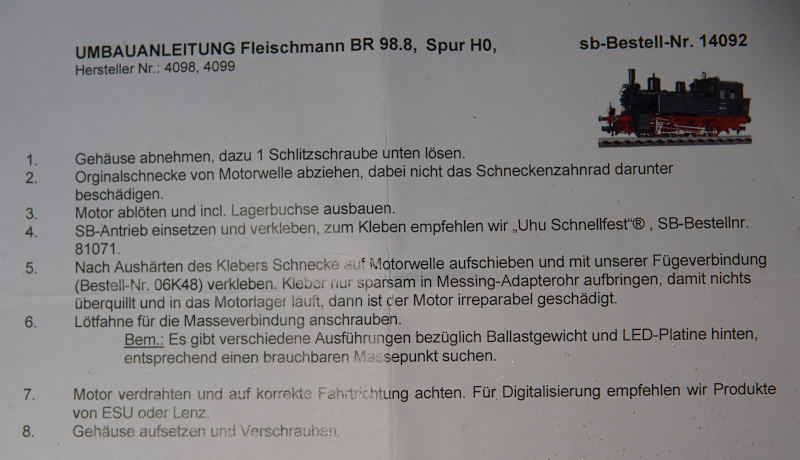 UMBAUANLEITUNG Fleischmann BR 98.8, Spur H0, sb-Bestell-Nr. 14092
Hersteller Nr.: 4098, 4099
1. Gehäuse abnehmen, dazu 1 Schlitzschraube unten lösen.
2. Orginalschnecke von Motorwelle abziehen, dabei nicht das Schneckenzahnrad darunter
beschädigen.
3. Motor ablöten und incl. Lagerbuchse ausbauen.
4. SB-Antrieb einsetzen und verkleben, zum Kleben empfehlen wir „Uhu Schnellfest"® , SB-Bestellnr.
81071.
5. Nach Aushärten des Klebers Schnecke auf Motorwelle aufschieben und mit unserer Fügeverbindung
(Bestell-Nr. 06K48) verkleben. Kleber nur sparsam in Messing-Adapterohr aufbringen, damit nichts
überquillt und in das Motorlager läuft, dann ist der Motor irreparabel geschädigt.
6. Lötfahne für die Masseverbindung anschrauben.
Bem.: Es gibt verschiedene Ausführungen bezüglich Ballastgewicht und LED-Platine hinten,
entsprechend einen brauchbaren Massepunkt suchen.
7. Motor verdrahten und auf korrekte Fahrtrichtung achten. Für Digitalisierung empfehlen wir Produkte
von ESU oder Lenz.
8. Gehäuse aufsetzen und Verschrauben.